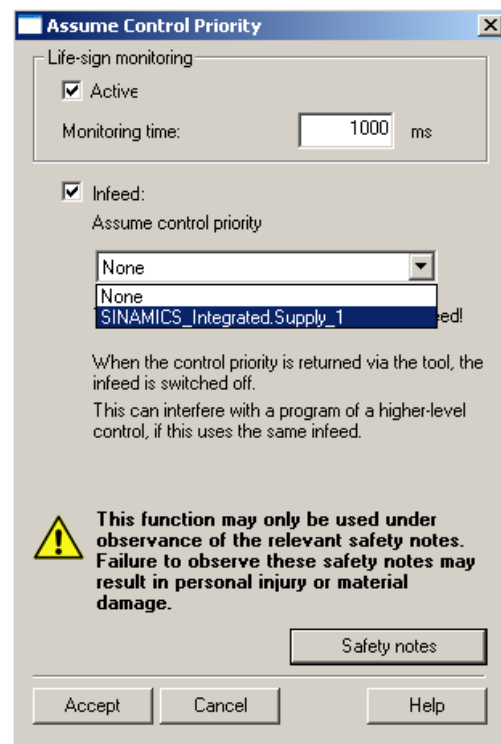 Assume Control Priority
Life-sign monitoring
Active
Monitoring time:
1000
ms
Infeed:
Assume control priority
None
None
SINAMICS_Integrated.Supply_1
eed!
When the control priority is returned via the tool, the
infeed is switched off.
This can interfere with a program of a higher-level
control, if this uses the same infeed.
This function may only be used under
observance of the relevant safety notes.
Failure to observe these safety notes may
result in personal injury or material
damage.
Safety notes
Accept
Cancel
Help